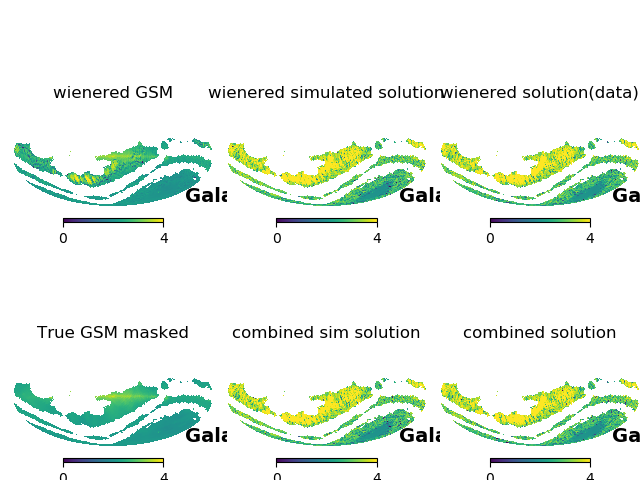 wienered GSM
wienered simulated solution
wienered solution(data)
Gala
Gala
Ga
0 4
0 4
0 4
True GSM masked
combined sim solution
combined solution
Gala
Gala
Ga
0 4
0 4
0 4